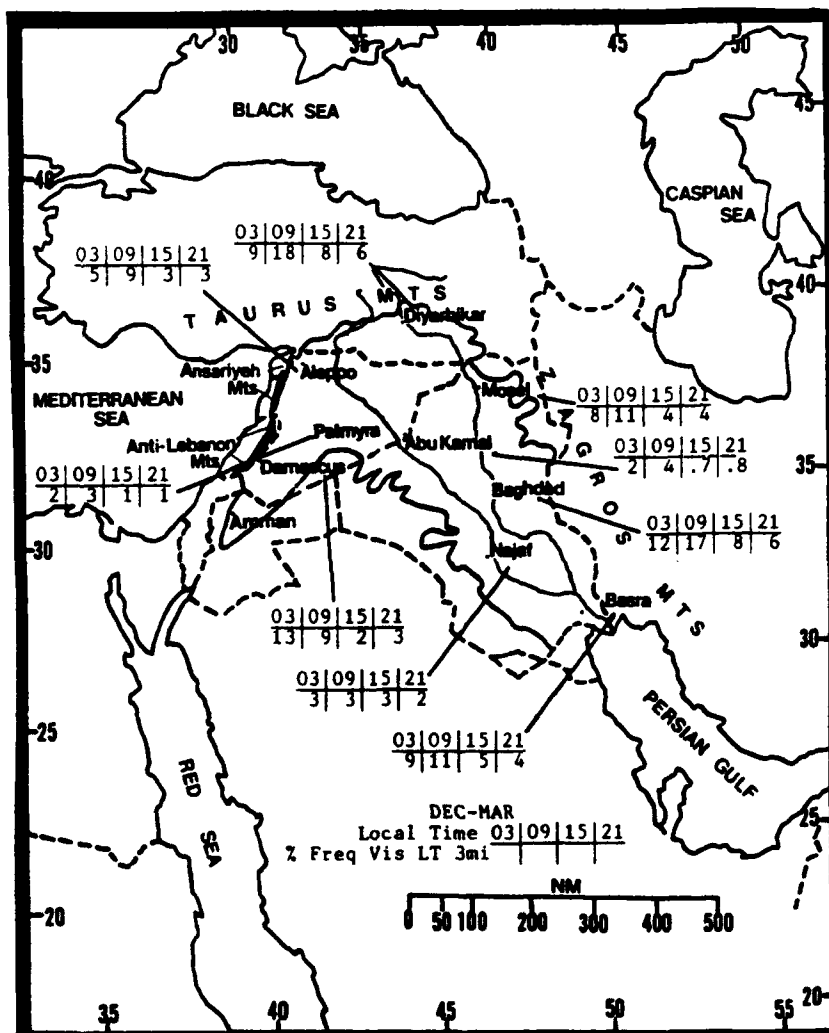 30 35 40 45 50
45
BLACK SEA
40
CASPIAN
SEA
03|09|15|21
9|18|8|6
03|09|15|21
5|9|3|3
40
TAURUS MTS
Diyarbikar
35
Ansariyeh
Mts.
Aleppo
MEDITERRANEAN
SEA
Mosel
ZAGROS MTS
03|09|15|21
8|11|4|4
Anti-Lebanon
Mts.
Palmyra
Abu Kamal
03|09|15|21
2|4|.7|.8
35
Damascus
03|09|15|21
2|3|1|1
Baghdad
Amman
03|09|15|21
12|17|8|6
30
Najaf
Basra
03|09|15|21
13|9|2|3
30
03|09|15|21
3|3|3|2
PERSIAN GULF
03|09|15|21
9|11|5|4
25
RED SEA
DEC-MAR
25
Local Time 03|09|15|21
% Freq Vis LT 3mi
NM
0 50 100 200 300 400 500
20
20
35 40 45 50 55